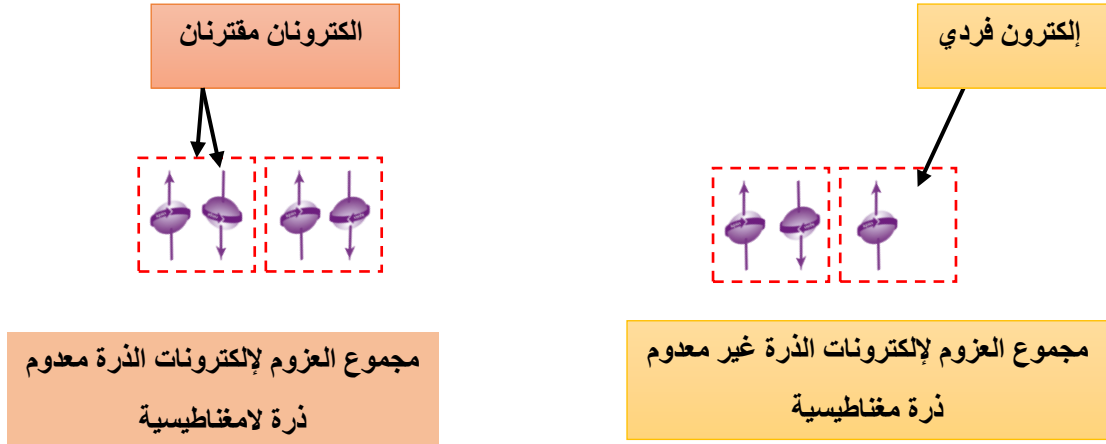 إلكترون فردي
الكترونان مقترنان
مجموع العزوم لإلكترونات الذرة غير معدوم
ذرة مغناطيسية
مجموع العزوم لإلكترونات الذرة معدوم
ذرة لامغناطيسية